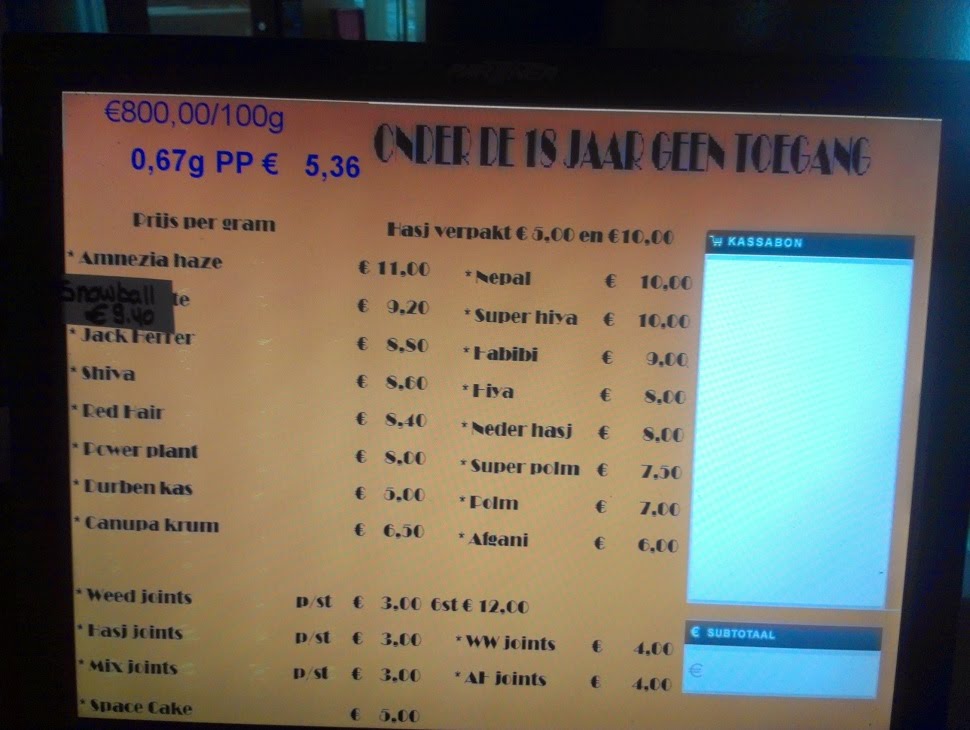 €800,00/100g
0,67g PP € 5,36
ONDER DE 18 JAAR GEEN TOEGANG
Prijs per gram
* Amnezia haze € 11,00
Snowball te € 9,20
€ 9.40
* Jack Herrer € 8,80
* Shiva € 8,60
* Red Hair € 8,40
* Power plant € 8,00
* Durben kas € 5,00
* Canupa krum € 6,50
Hasj verpakt € 5,00 en €10,00
* Nepal € 10,00
* Super hiya € 10,00
* Habibi € 9,00
* Hiya € 8,00
* Neder hasj € 8,00
* Super polm € 7,50
* Polm € 7,00
* Afgani € 6,00
* Weed joints p/st € 3,00 6st € 12,00
* Hasj joints p/st € 3,00
* Mix joints p/st € 3,00
* Space Cake € 5,00
* WW joints € 4,00
* AH joints € 4,00
KASSABON
€ SUBTOTAAL
€